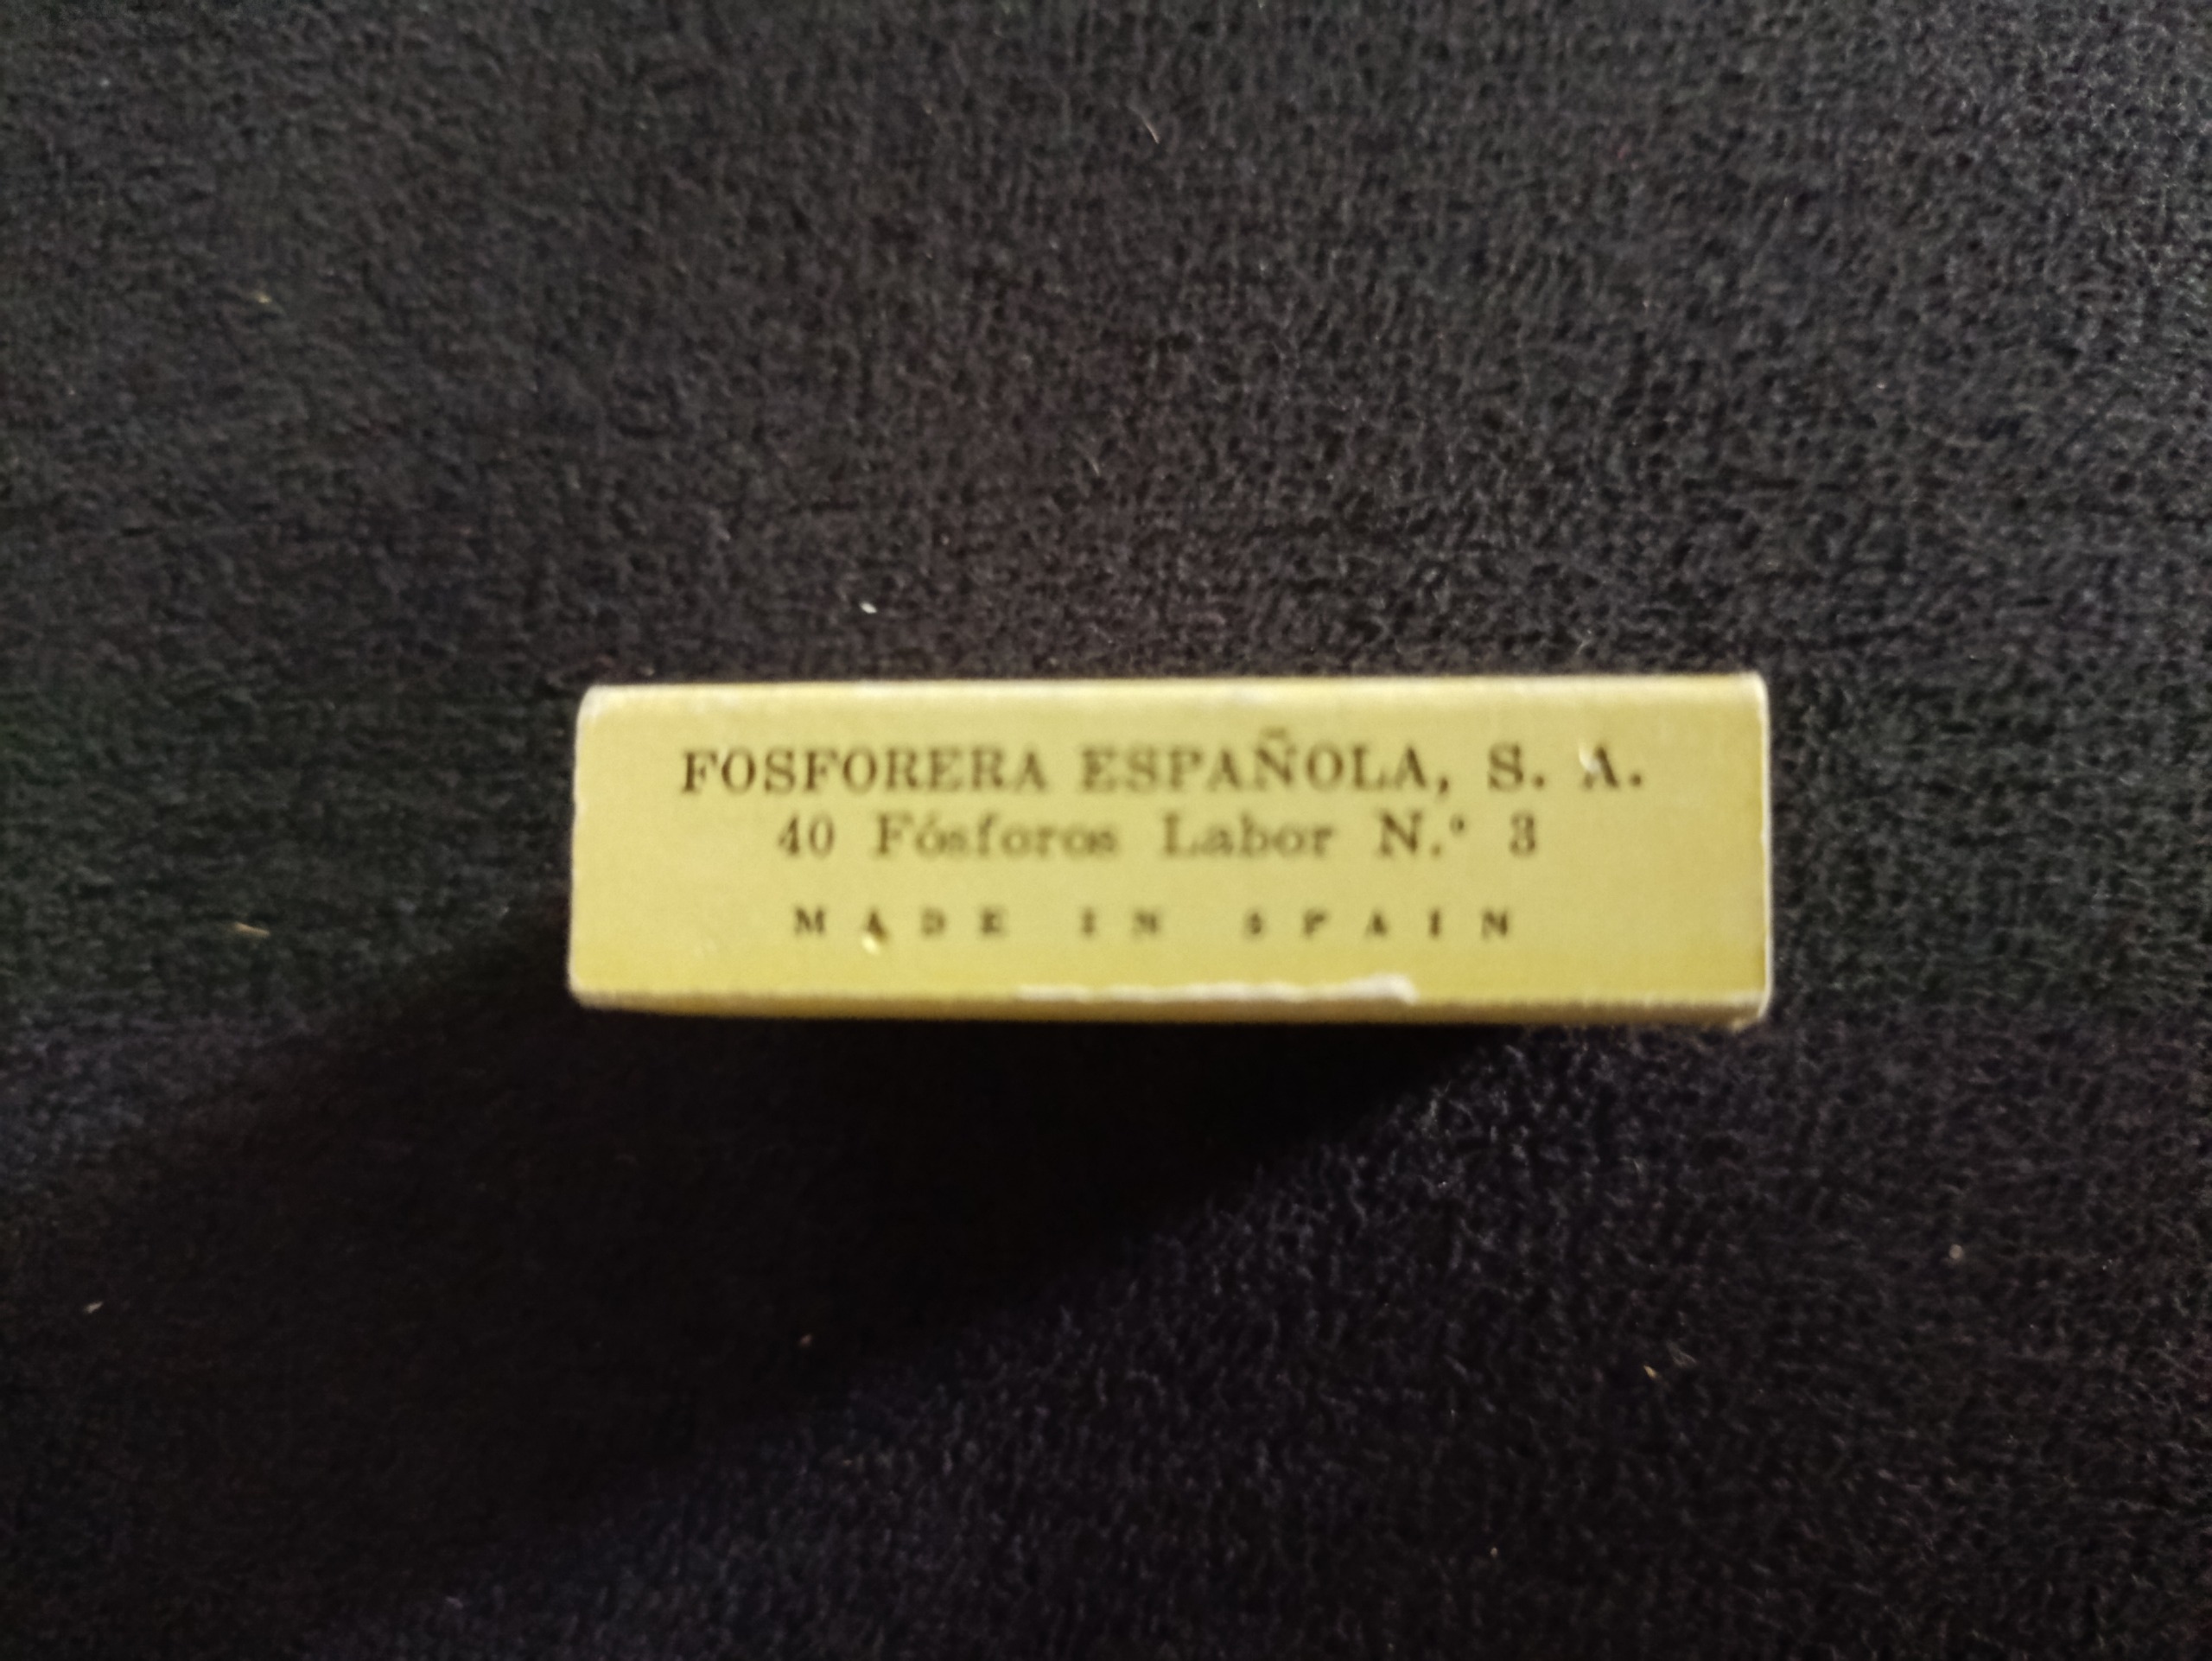 FOSFORERA ESPAÑOLA, S. A.
40 Fósforos Labor N.º 3
MADE IN SPAIN